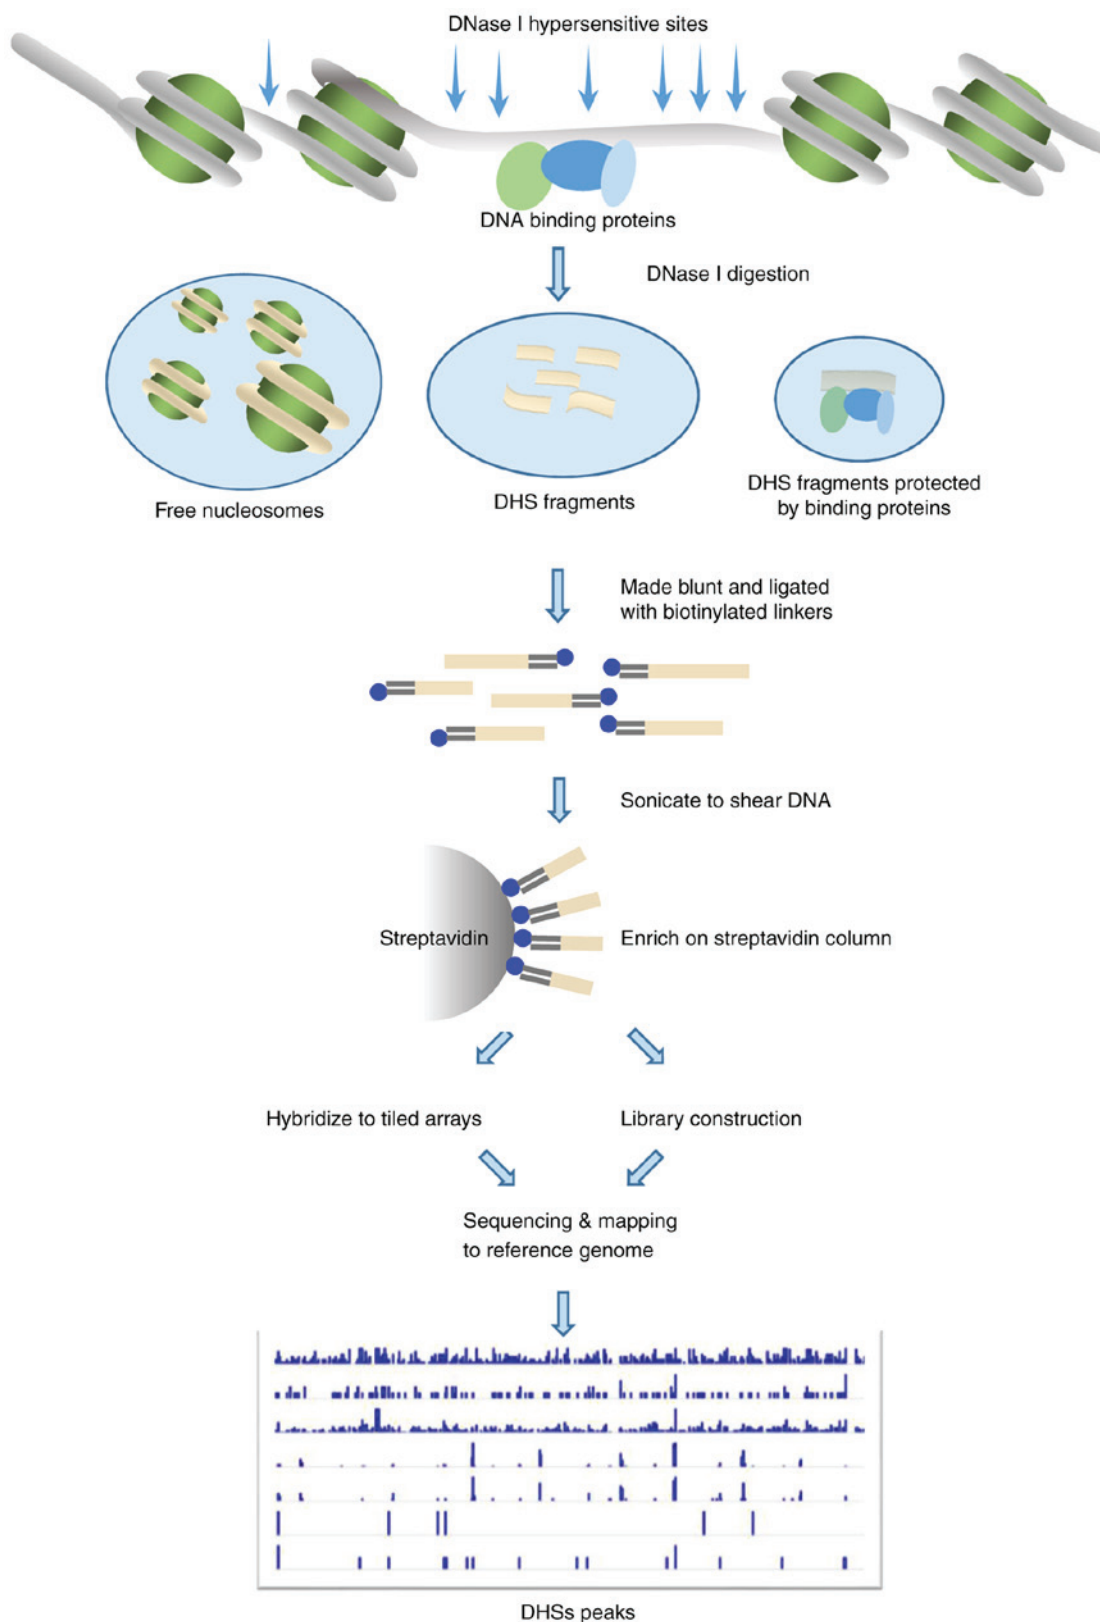 DNase I hypersensitive sites
DNA binding proteins
DNase I digestion
Free nucleosomes
DHS fragments
DHS fragments protected
by binding proteins
Made blunt and ligated
with biotinylated linkers
Sonicate to shear DNA
Streptavidin
Enrich on streptavidin column
Hybridize to tiled arrays
Library construction
Sequencing & mapping
to reference genome
DHSs peaks